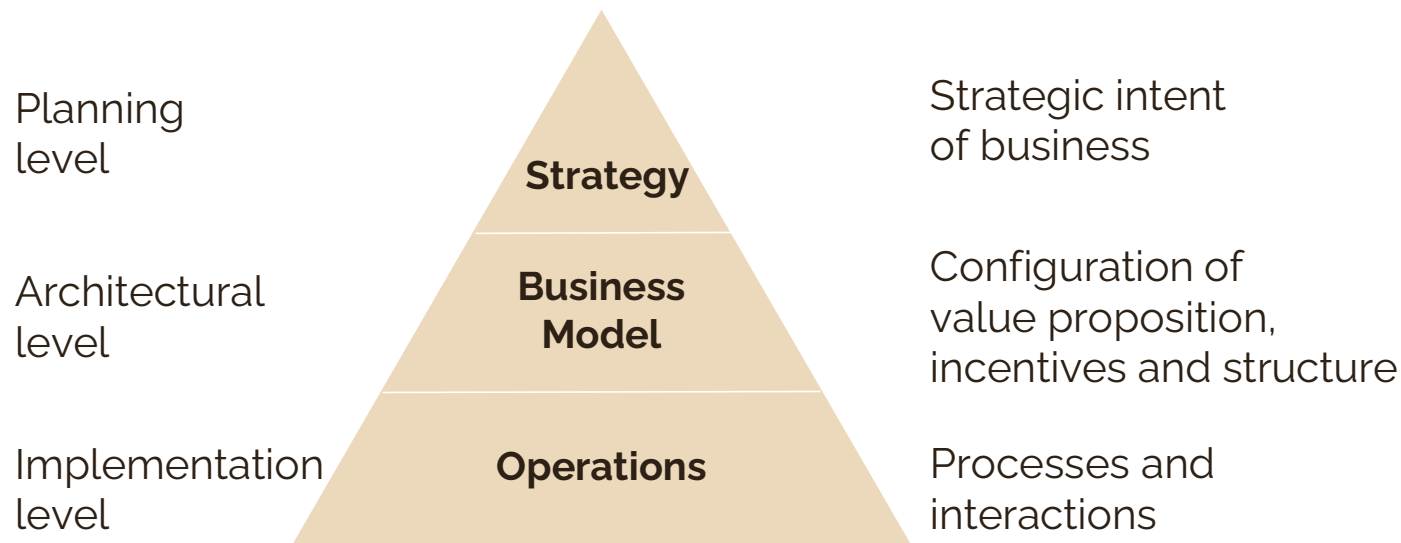 Planning
level
Strategy
Strategic intent
of business
Architectural
level
Business
Model
Configuration of
value proposition,
incentives and structure
Implementation
level
Operations
Processes and
interactions